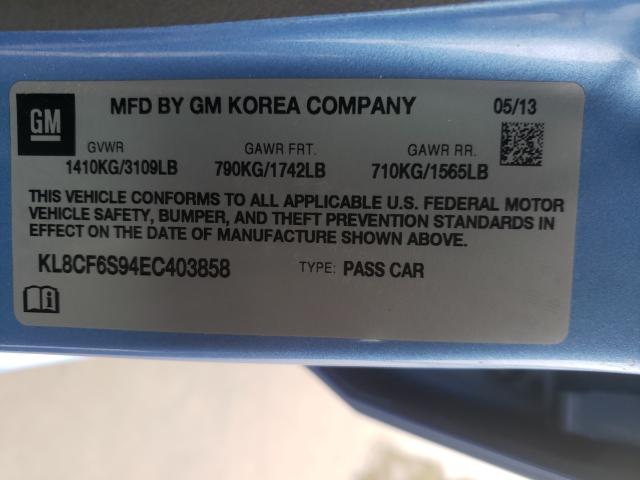 GM
MFD BY GM KOREA COMPANY 05/13
GVWR GAWR FRT. GAWR RR.
1410KG/3109LB 790KG/1742LB 710KG/1565LB
THIS VEHICLE CONFORMS TO ALL APPLICABLE U.S. FEDERAL MOTOR
VEHICLE SAFETY, BUMPER, AND THEFT PREVENTION STANDARDS IN
EFFECT ON THE DATE OF MANUFACTURE SHOWN ABOVE.
KL8CF6S94EC403858 TYPE: PASS CAR